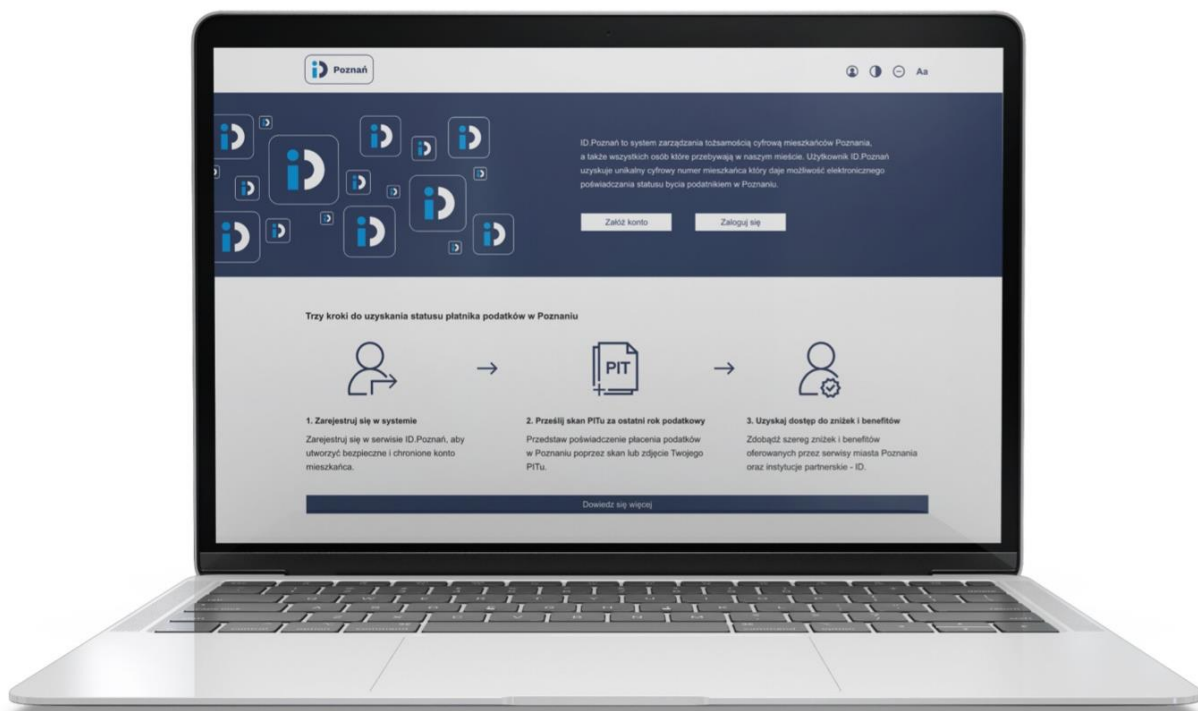 iD Poznań
Aa
ID.Poznań to system zarządzania tożsamością cyfrową mieszkańców Poznania,
a także wszystkich osób które przebywają w naszym mieście. Użytkownik ID.Poznań
uzyskuje unikalny cyfrowy numer mieszkańca który daje możliwość elektronicznego
poświadczania statusu bycia podatnikiem w Poznaniu.
Załóż konto
Zaloguj się
Trzy kroki do uzyskania statusu płatnika podatków w Poznaniu
PIT
1. Zarejestruj się w systemie
Zarejestruj się w serwisie ID.Poznań, aby
utworzyć bezpieczne i chronione konto
mieszkańca.
2. Prześlij skan PITu za ostatni rok podatkowy
Przedstaw poświadczenie płacenia podatków
w Poznaniu poprzez skan lub zdjęcie Twojego
PITu.
3. Uzyskaj dostęp do zniżek i benefitów
Zdobądź szereg zniżek i benefitów
oferowanych przez serwisy miasta Poznania
oraz instytucje partnerskie - ID.
Dowiedz się więcej